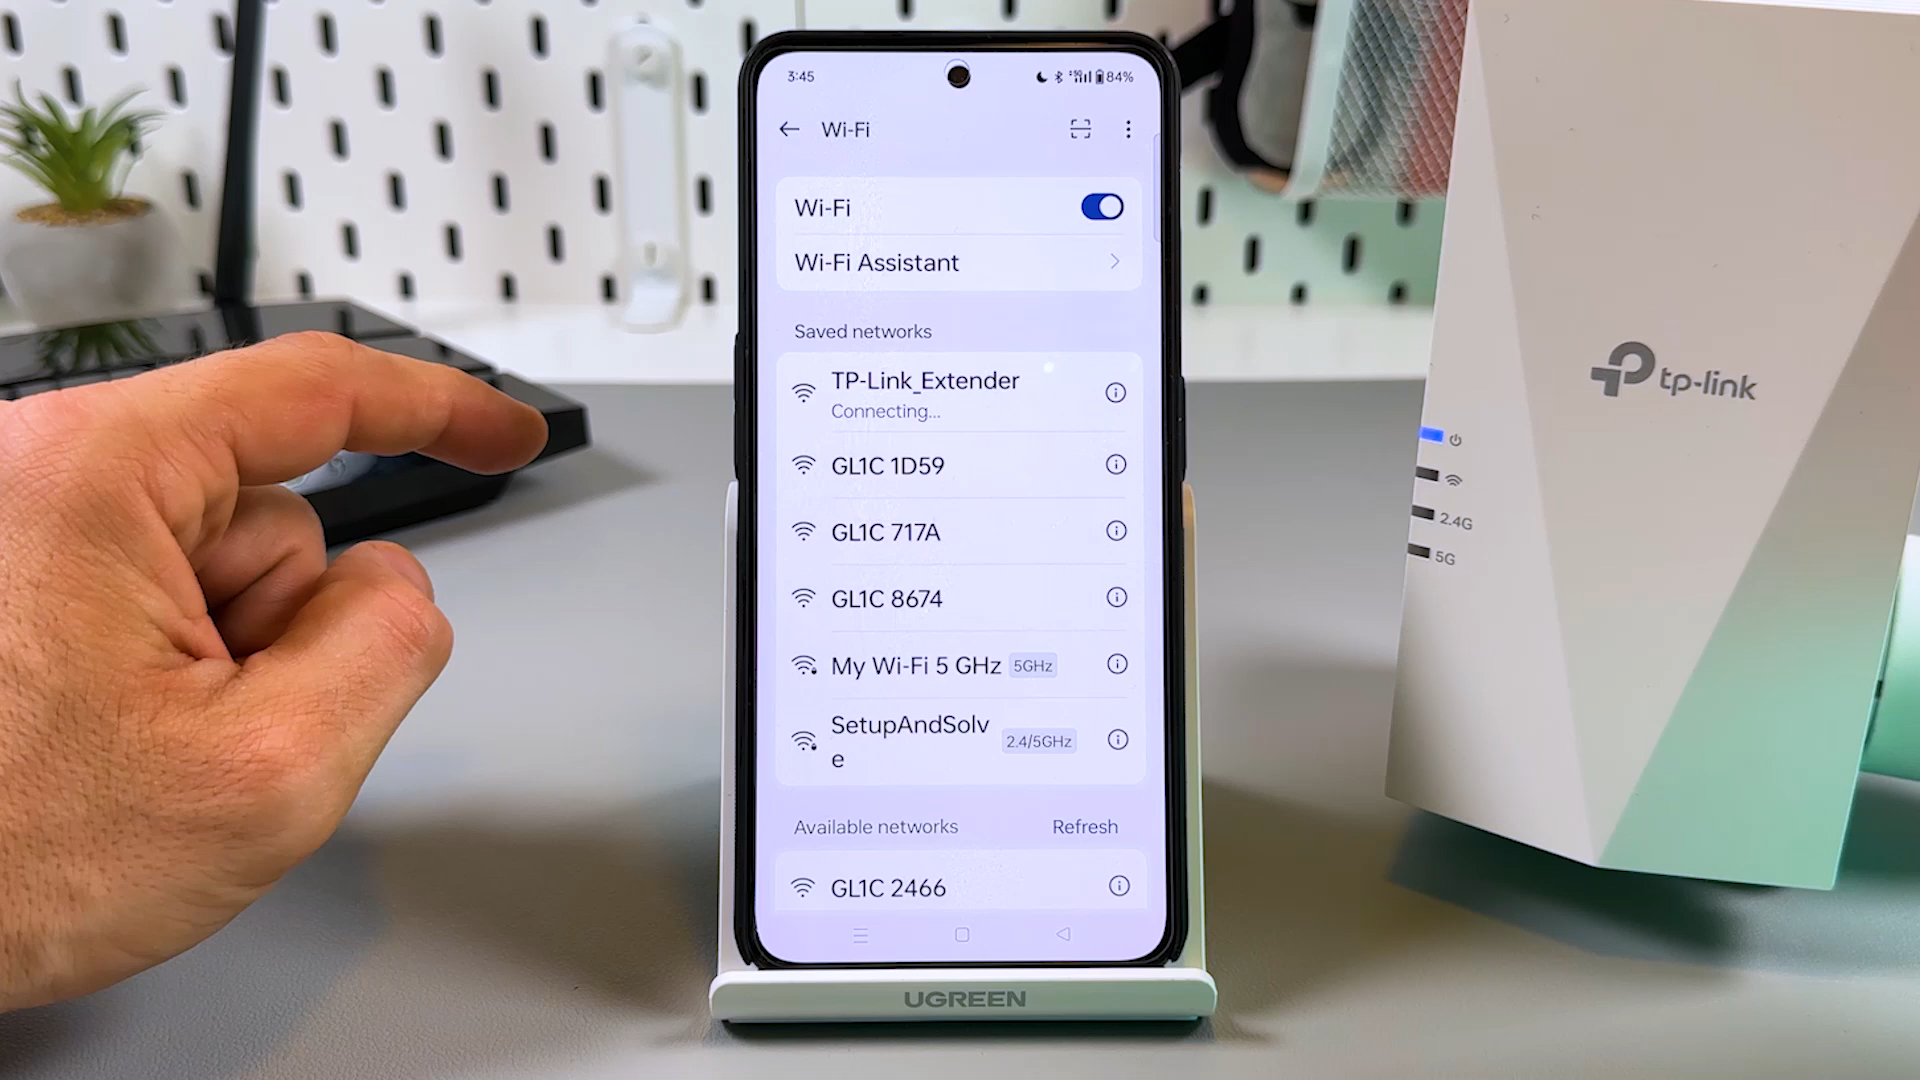 3:45
84%
Wi-Fi
Wi-Fi
Wi-Fi Assistant
Saved networks
TP-Link_Extender
Connecting...
GL1C 1D59
GL1C 717A
GL1C 8674
My Wi-Fi 5 GHz 5GHz
SetupAndSolv
e
2.4/5GHz
Available networks Refresh
GL1C 2466
UGREEN
tp-link
2.4G
5G